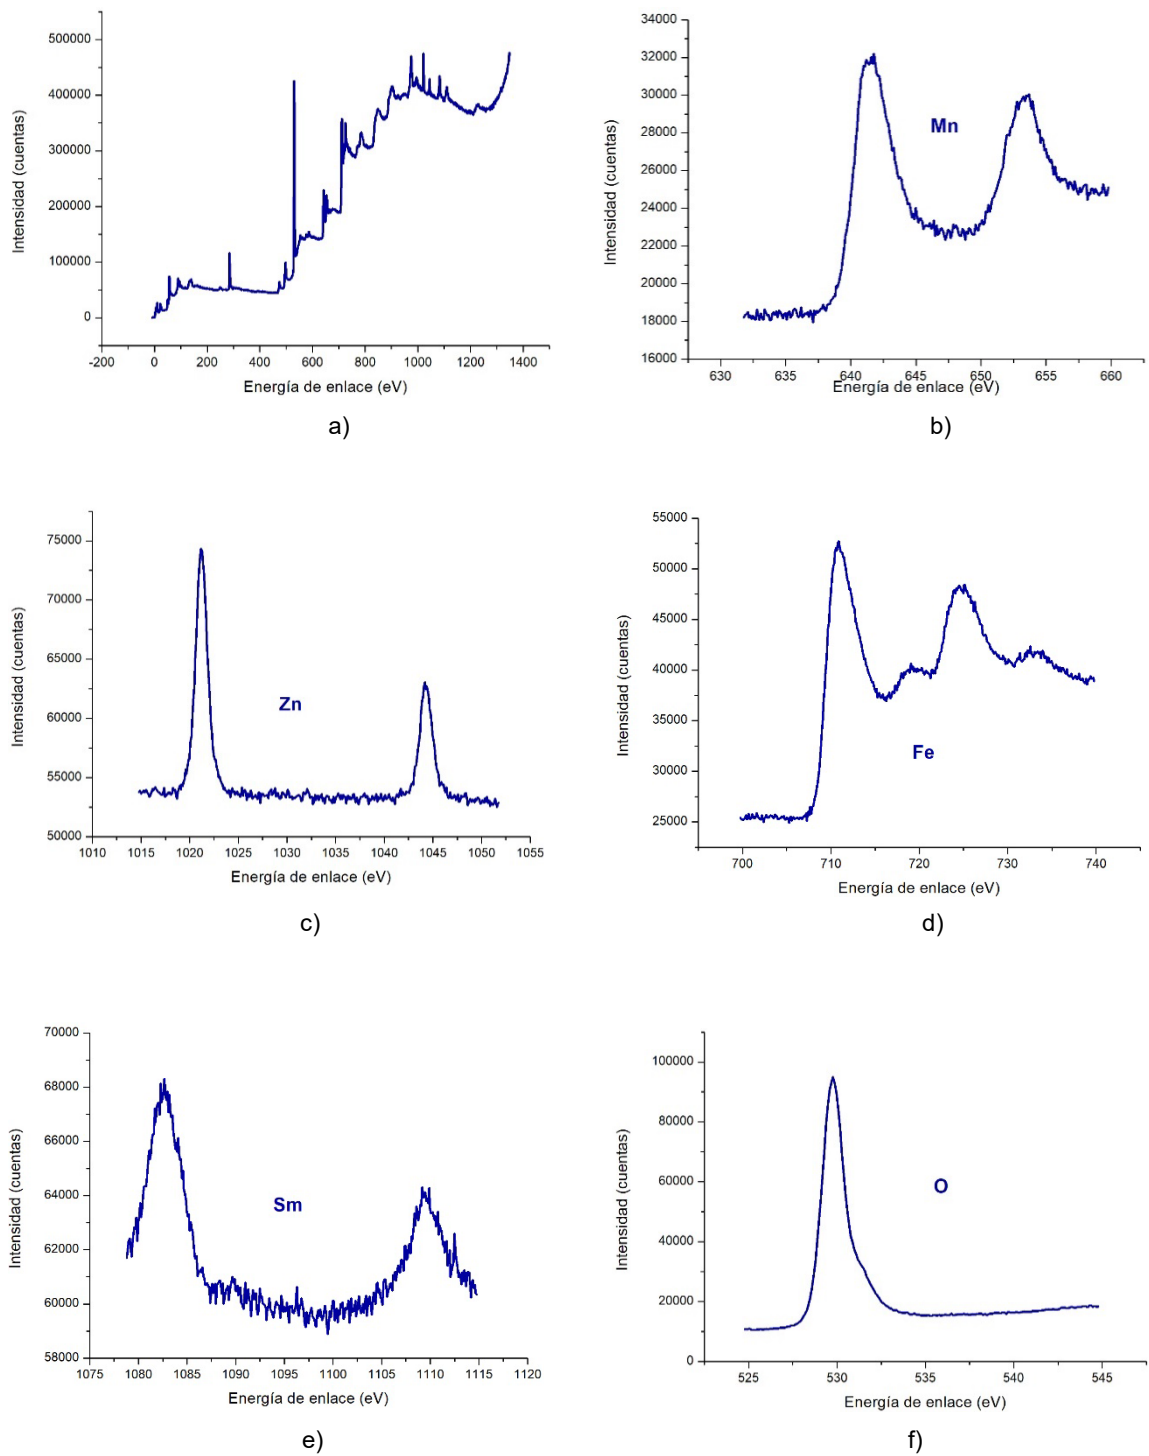 500000
400000
300000
200000
100000
0
-200 0 200 400 600 800 1000 1200 1400
Intensidad (cuentas)
Energía de enlace (eV)
a)
34000
32000
30000
28000
26000
24000
22000
20000
18000
16000
630 635 640 645 650 655 660
Intensidad (cuentas)
Mn
Energía de enlace (eV)
b)
75000
70000
65000
60000
55000
50000
1010 1015 1020 1025 1030 1035 1040 1045 1050 1055
Intensidad (cuentas)
Zn
Energía de enlace (eV)
c)
55000
50000
45000
40000
35000
30000
25000
700 710 720 730 740
Intensidad (cuentas)
Fe
Energía de enlace (eV)
d)
70000
68000
66000
64000
62000
60000
58000
1075 1080 1085 1090 1095 1100 1105 1110 1115 1120
Intensidad (cuentas)
Sm
Energía de enlace (eV)
e)
100000
80000
60000
40000
20000
0
525 530 535 540 545
Intensidad (cuentas)
O
Energía de enlace (eV)
f)